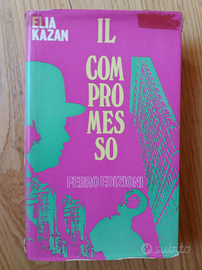 ELIA
KAZAN
IL
COM
PRO
MES
SO
FERRO EDIZIONI
subito